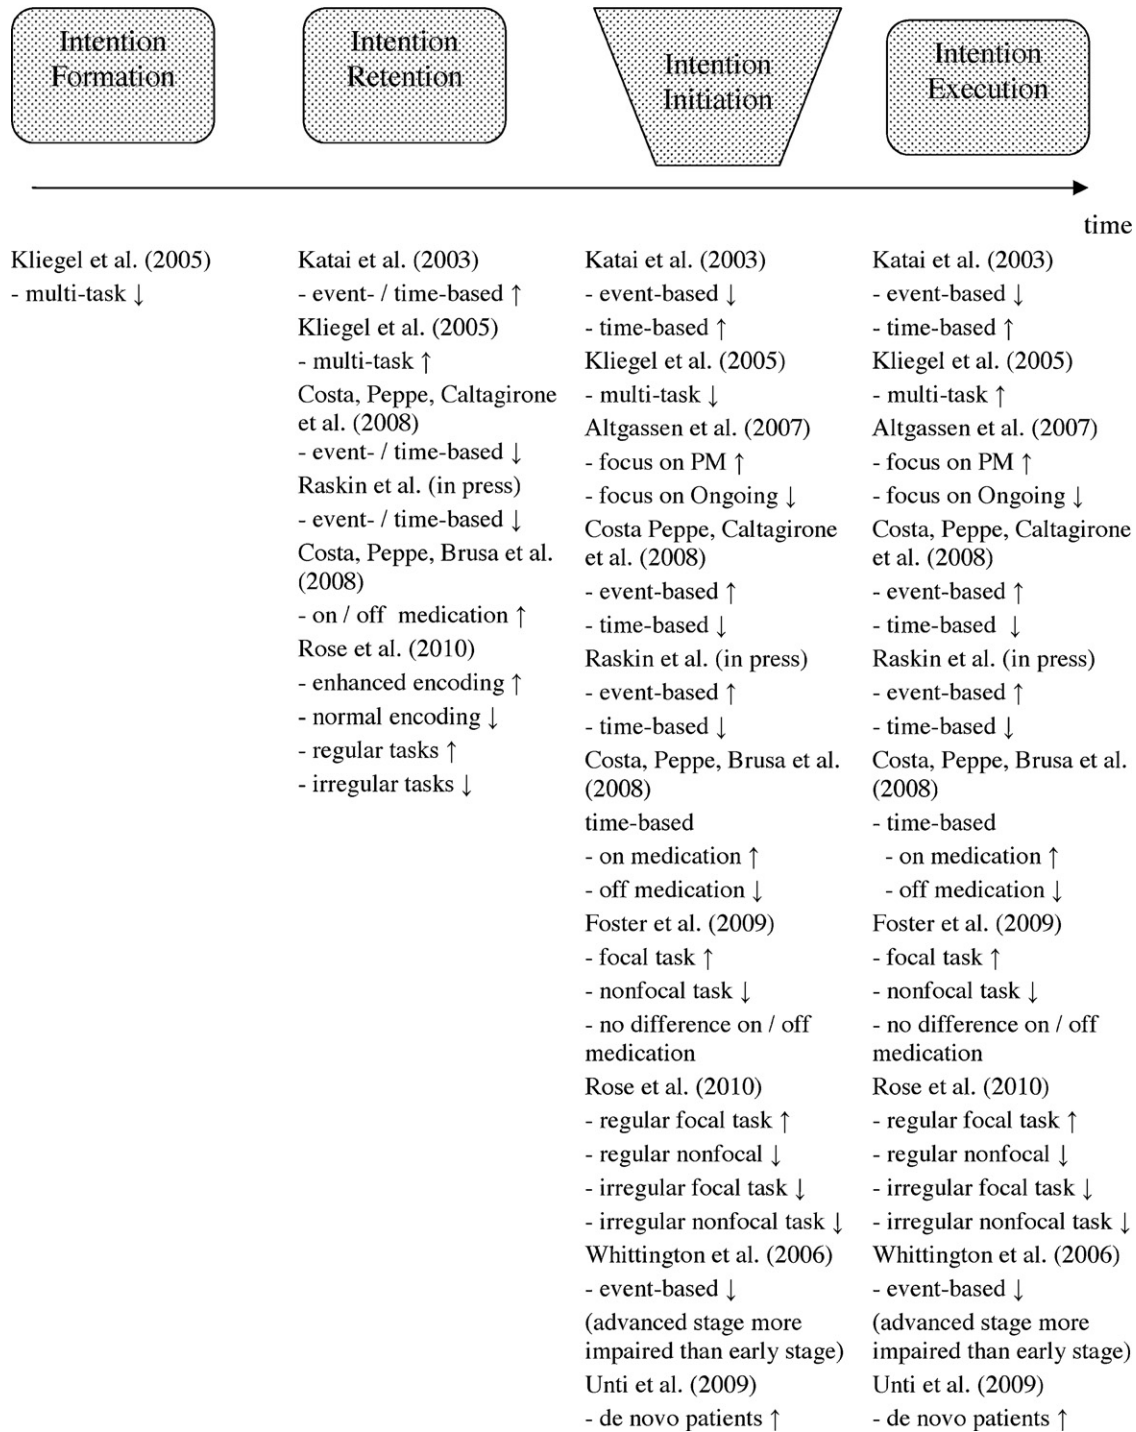 Intention
Formation
Intention
Retention
Intention
Initiation
Intention
Execution
time
Kliegel et al. (2005)
- multi-task ↓
Katai et al. (2003)
- event- / time-based ↑
Kliegel et al. (2005)
- multi-task ↑
Costa, Peppe, Caltagirone
et al. (2008)
- event- / time-based ↓
Raskin et al. (in press)
- event- / time-based ↓
Costa, Peppe, Brusa et al.
(2008)
- on / off medication ↑
Rose et al. (2010)
- enhanced encoding ↑
- normal encoding ↓
- regular tasks ↑
- irregular tasks ↓
Katai et al. (2003)
- event-based ↓
- time-based ↑
Kliegel et al. (2005)
- multi-task ↓
Altgassen et al. (2007)
- focus on PM ↑
- focus on Ongoing ↓
Costa Peppe, Caltagirone
et al. (2008)
- event-based ↑
- time-based ↓
Raskin et al. (in press)
- event-based ↑
- time-based ↓
Costa, Peppe, Brusa et al.
(2008)
time-based
- on medication ↑
- off medication ↓
Foster et al. (2009)
- focal task ↑
- nonfocal task ↓
- no difference on / off
medication
Rose et al. (2010)
- regular focal task ↑
- regular nonfocal ↓
- irregular focal task ↓
- irregular nonfocal task ↓
Whittington et al. (2006)
- event-based ↓
(advanced stage more
impaired than early stage)
Unti et al. (2009)
- de novo patients ↑
Katai et al. (2003)
- event-based ↓
- time-based ↑
Kliegel et al. (2005)
- multi-task ↑
Altgassen et al. (2007)
- focus on PM ↑
- focus on Ongoing ↓
Costa, Peppe, Caltagirone
et al. (2008)
- event-based ↑
- time-based ↓
Raskin et al. (in press)
- event-based ↑
- time-based ↓
Costa, Peppe, Brusa et al.
(2008)
- time-based
- on medication ↑
- off medication ↓
Foster et al. (2009)
- focal task ↑
- nonfocal task ↓
- no difference on / off
medication
Rose et al. (2010)
- regular focal task ↑
- regular nonfocal ↓
- irregular focal task ↓
- irregular nonfocal task ↓
Whittington et al. (2006)
- event-based ↓
(advanced stage more
impaired than early stage)
Unti et al. (2009)
- de novo patients ↑